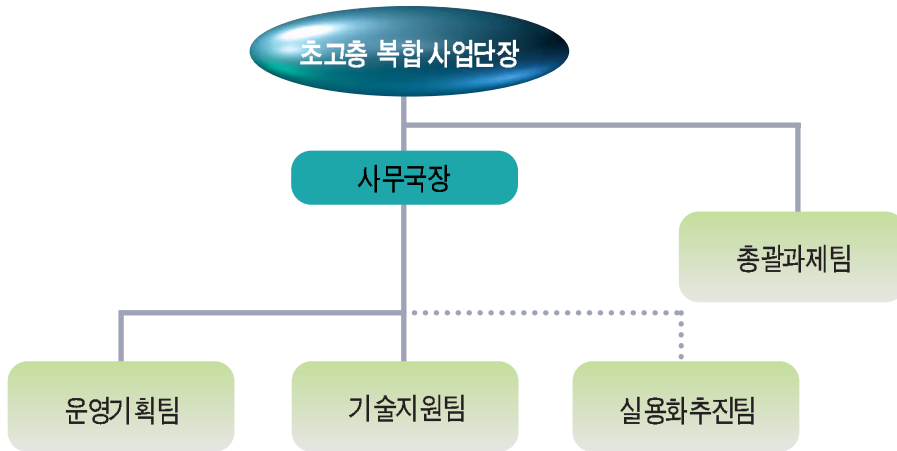 초고층 복합 사업단장
사무국장
총괄과제팀
운영기획팀
기술지원팀
실용화추진팀